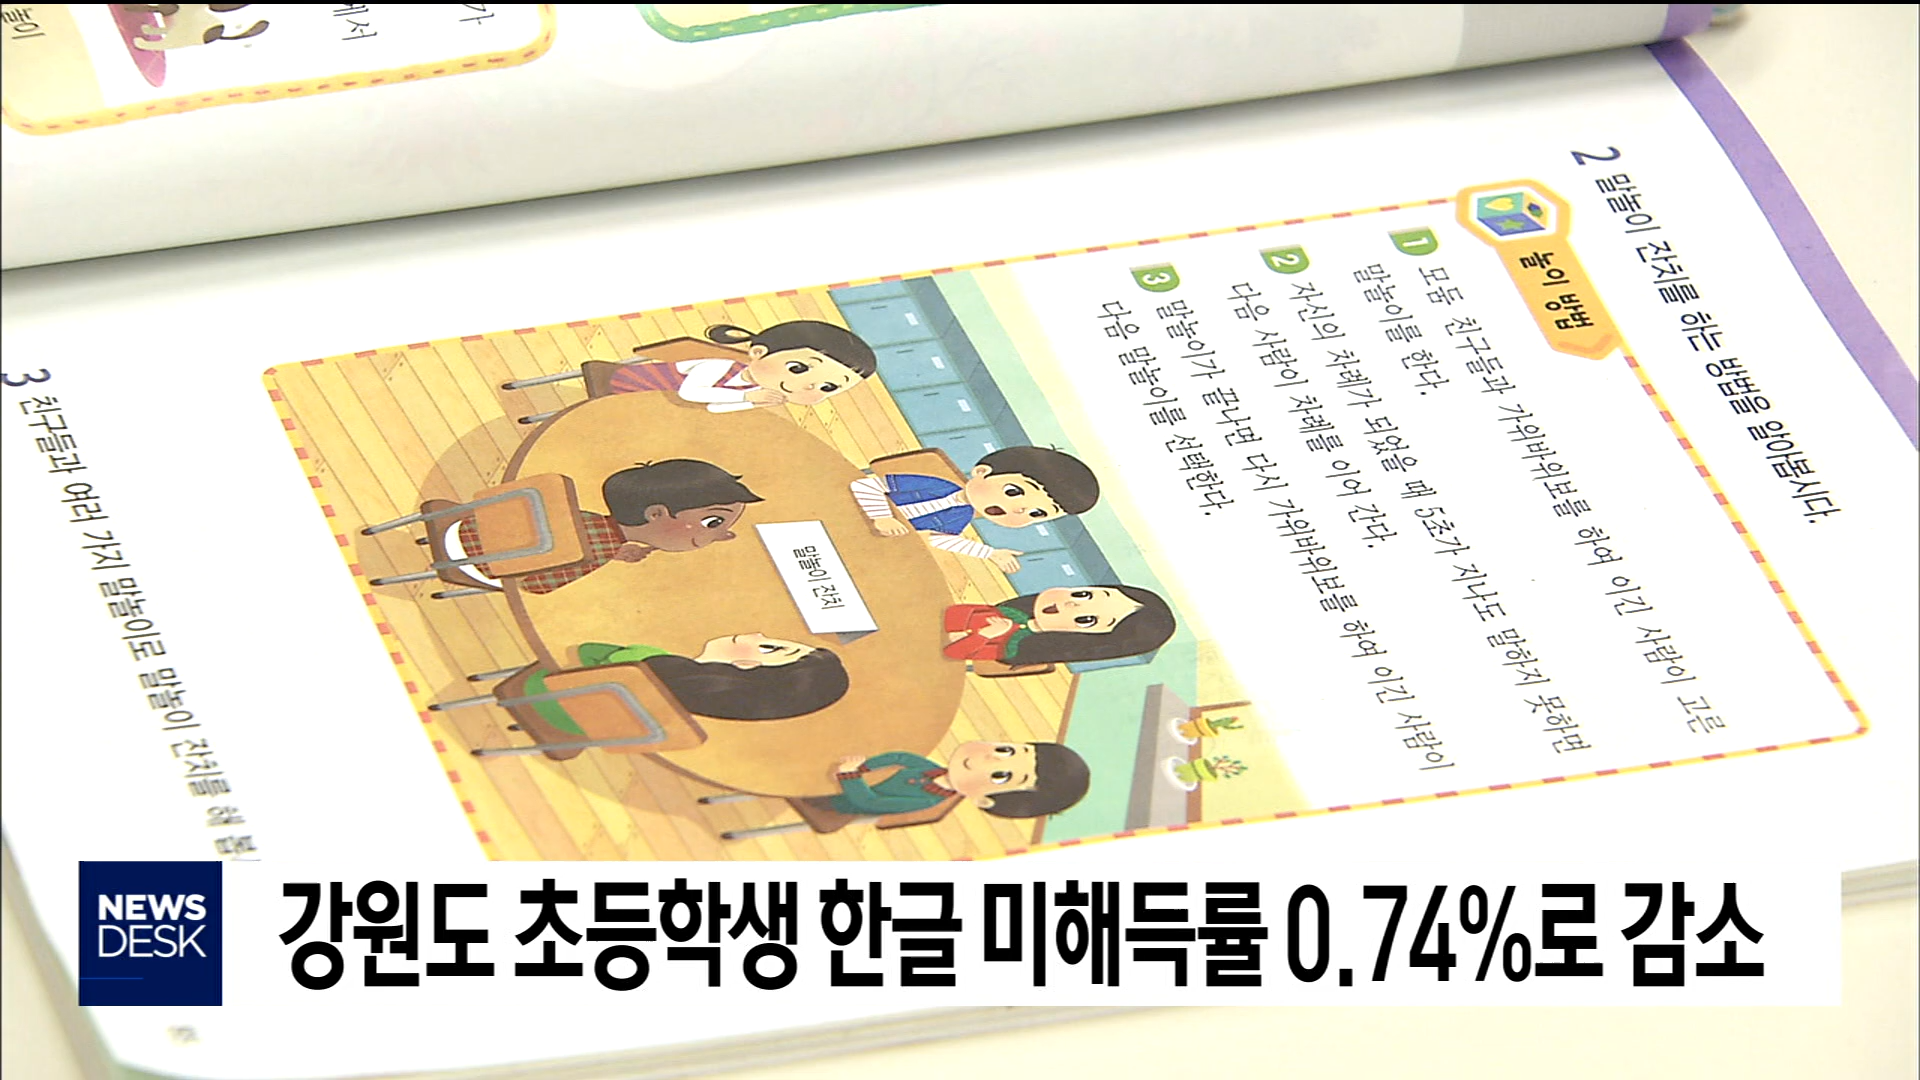 가
에서
2 말놀이 잔치를 하는 방법을 알아봅시다.
놀이 방법
1 모둠 친구들과 가위바위보를 하여 이긴 사람이 고른
말놀이를 한다.
2 자신의 차례가 되었을 때 5초가 지나도 말하지 못하면
다음 사람이 차례를 이어 간다.
3 말놀이가 끝나면 다시 가위바위보를 하여 이긴 사람이
다음 말놀이를 선택한다.
말놀이 잔치
3 친구들과 여러 가지 말놀이로 말놀이 잔치를 해 봅
NEWS
DESK
강원도 초등학생 한글 미해득률 0.74%로 감소